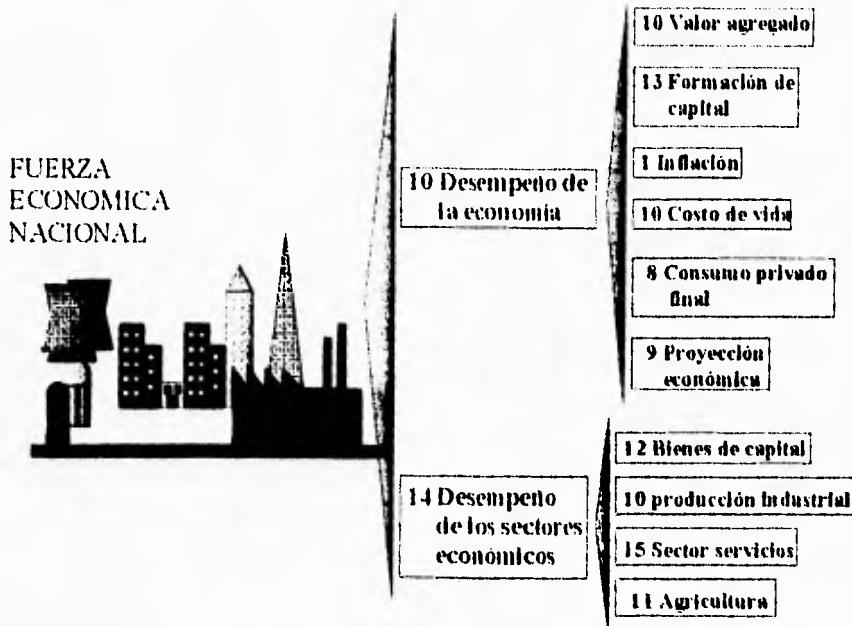 FUERZA
ECONOMICA
NACIONAL
10 Desempeño de
la economía
10 Valor agregado
13 Formación de
capital
1 Inflación
10 Costo de vida
8 Consumo privado
final
9 Proyección
económica
14 Desempeño
de los sectores
económicos
12 Bienes de capital
10 producción industrial
15 Sector servicios
11 Agricultura